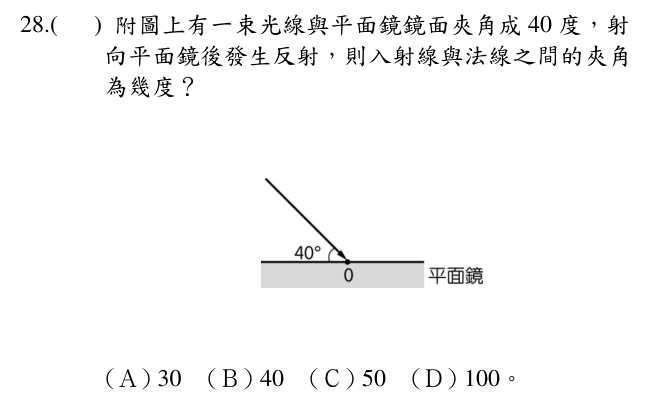 28.(　) 附圖上有一束光線與平面鏡鏡面夾角成 40 度，射
向平面鏡後發生反射，則入射線與法線之間的夾角
為幾度？
40°
0
平面鏡
（A）30　（B）40　（C）50　（D）100。